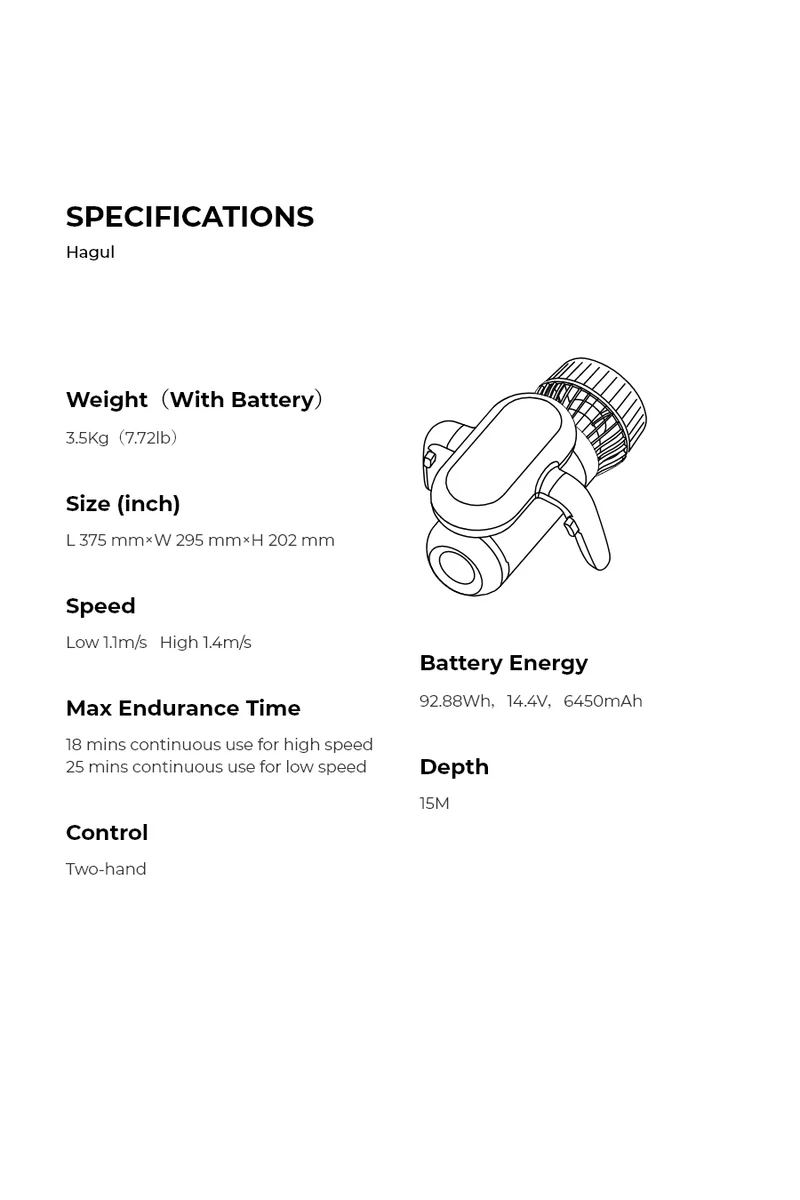 SPECIFICATIONS
Hagul
Weight（With Battery）
3.5Kg（7.72lb）
Size (inch)
L 375 mm×W 295 mm×H 202 mm
Speed
Low 1.1m/s   High 1.4m/s
Max Endurance Time
18 mins continuous use for high speed
25 mins continuous use for low speed
Control
Two-hand
Battery Energy
92.88Wh,  14.4V,  6450mAh
Depth
15M